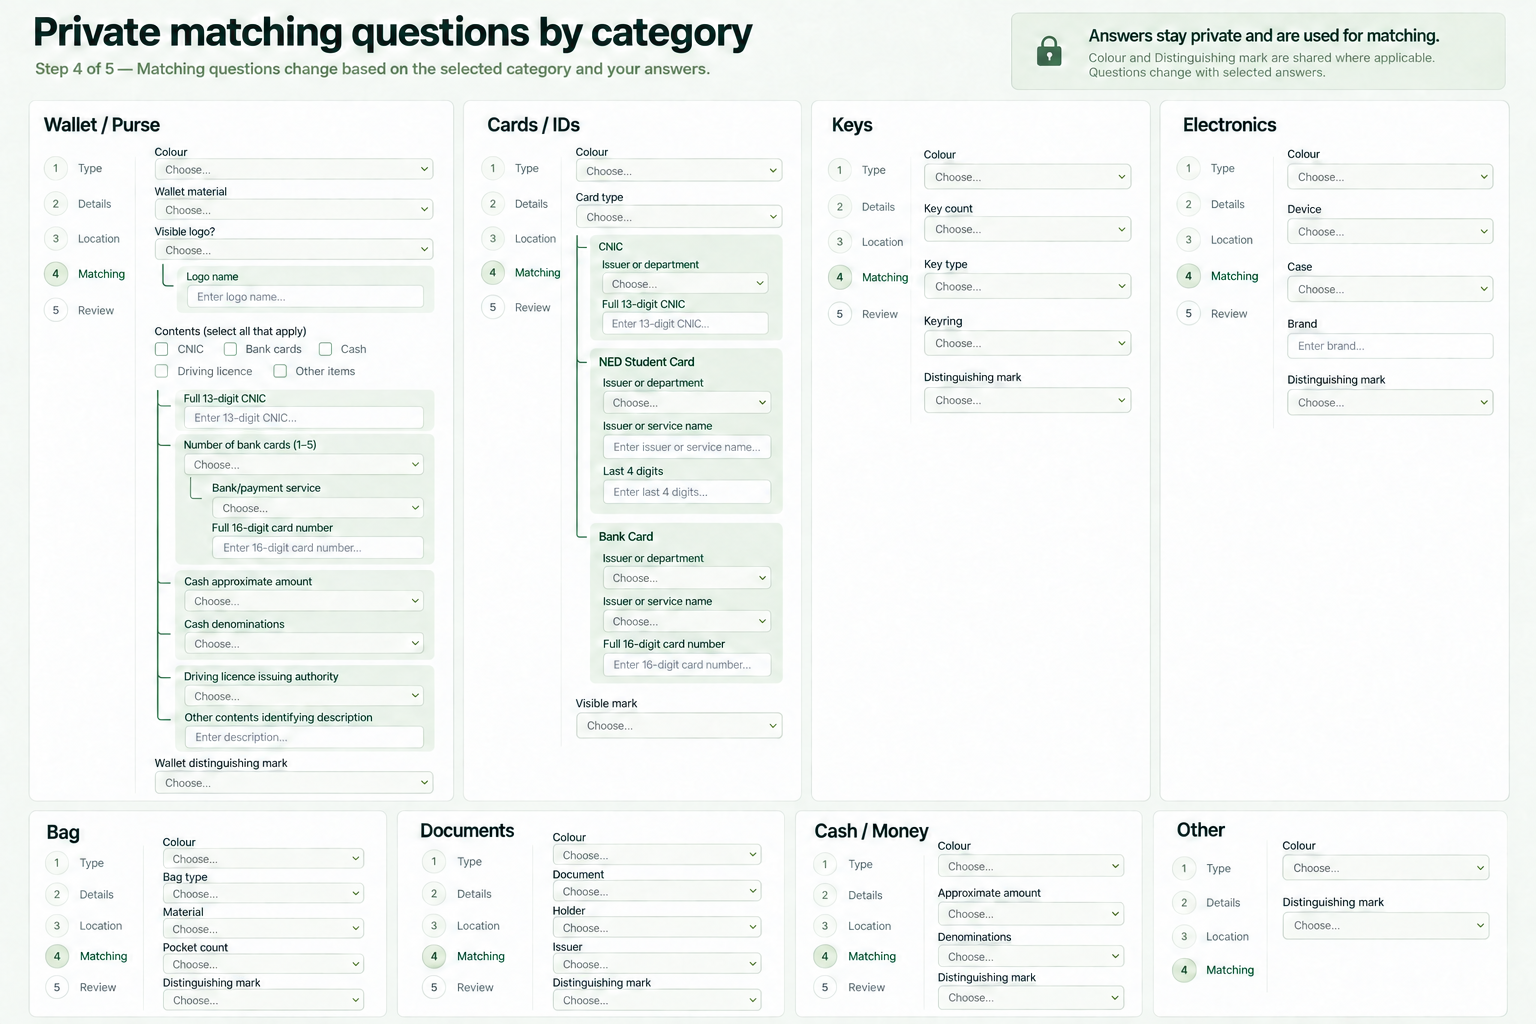 Private matching questions by category
Step 4 of 5 — Matching questions change based on the selected category and your answers.
Answers stay private and are used for matching.
Colour and Distinguishing mark are shared where applicable.
Questions change with selected answers.
Wallet / Purse
1 Type
2 Details
3 Location
4 Matching
5 Review
Colour
Choose...
Wallet material
Choose...
Visible logo?
Choose...
Logo name
Enter logo name...
Contents (select all that apply)
CNIC Bank cards Cash
Driving licence Other items
Full 13-digit CNIC
Enter 13-digit CNIC...
Number of bank cards (1–5)
Choose...
Bank/payment service
Choose...
Full 16-digit card number
Enter 16-digit card number...
Cash approximate amount
Choose...
Cash denominations
Choose...
Driving licence issuing authority
Choose...
Other contents identifying description
Enter description...
Wallet distinguishing mark
Choose...
Cards / IDs
1 Type
2 Details
3 Location
4 Matching
5 Review
Colour
Choose...
Card type
Choose...
CNIC
Issuer or department
Choose...
Full 13-digit CNIC
Enter 13-digit CNIC...
NED Student Card
Issuer or department
Choose...
Issuer or service name
Enter issuer or service name...
Last 4 digits
Enter last 4 digits...
Bank Card
Issuer or department
Choose...
Issuer or service name
Choose...
Full 16-digit card number
Enter 16-digit card number...
Visible mark
Choose...
Keys
1 Type
2 Details
3 Location
4 Matching
5 Review
Colour
Choose...
Key count
Choose...
Key type
Choose...
Keyring
Choose...
Distinguishing mark
Choose...
Electronics
1 Type
2 Details
3 Location
4 Matching
5 Review
Colour
Choose...
Device
Choose...
Case
Choose...
Brand
Enter brand...
Distinguishing mark
Choose...
Bag
1 Type
2 Details
3 Location
4 Matching
5 Review
Colour
Choose...
Bag type
Choose...
Material
Choose...
Pocket count
Choose...
Distinguishing mark
Choose...
Documents
1 Type
2 Details
3 Location
4 Matching
5 Review
Colour
Choose...
Document
Choose...
Holder
Choose...
Issuer
Choose...
Distinguishing mark
Choose...
Cash / Money
1 Type
2 Details
3 Location
4 Matching
5 Review
Colour
Choose...
Approximate amount
Choose...
Denominations
Choose...
Distinguishing mark
Choose...
Other
1 Type
2 Details
3 Location
4 Matching
Colour
Choose...
Distinguishing mark
Choose...